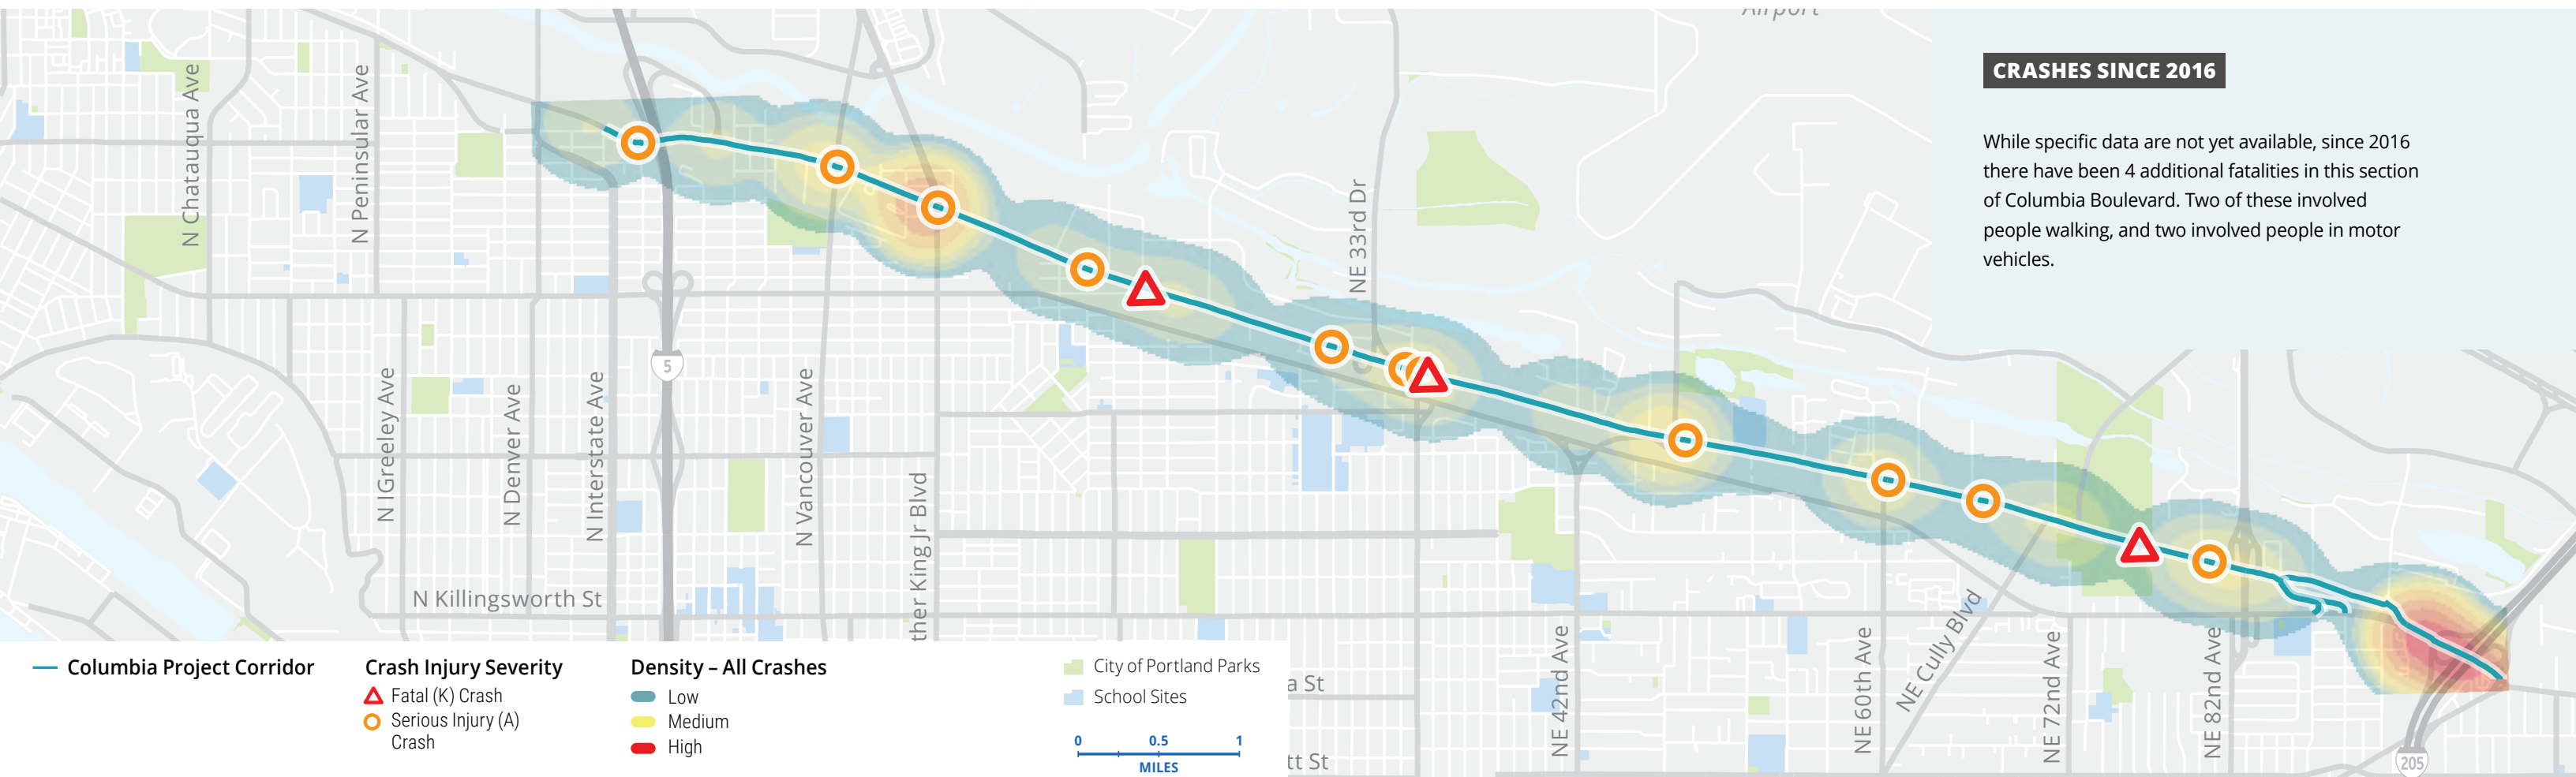 Airport
CRASHES SINCE 2016
While specific data are not yet available, since 2016
there have been 4 additional fatalities in this section
of Columbia Boulevard. Two of these involved
people walking, and two involved people in motor
vehicles.
N Chatauqua Ave
N Peninsular Ave
NE 33rd Dr
5
N lGreeley Ave
N Denver Ave
N Interstate Ave
N Vancouver Ave
ther King Jr Blvd
N Killingsworth St
a St
tt St
NE 42nd Ave
NE 60th Ave
NE Cully Blvd
NE 72nd Ave
NE 82nd Ave
205
Columbia Project Corridor
Crash Injury Severity
Fatal (K) Crash
Serious Injury (A)
Crash
Density – All Crashes
Low
Medium
High
City of Portland Parks
School Sites
0 0.5 1
MILES